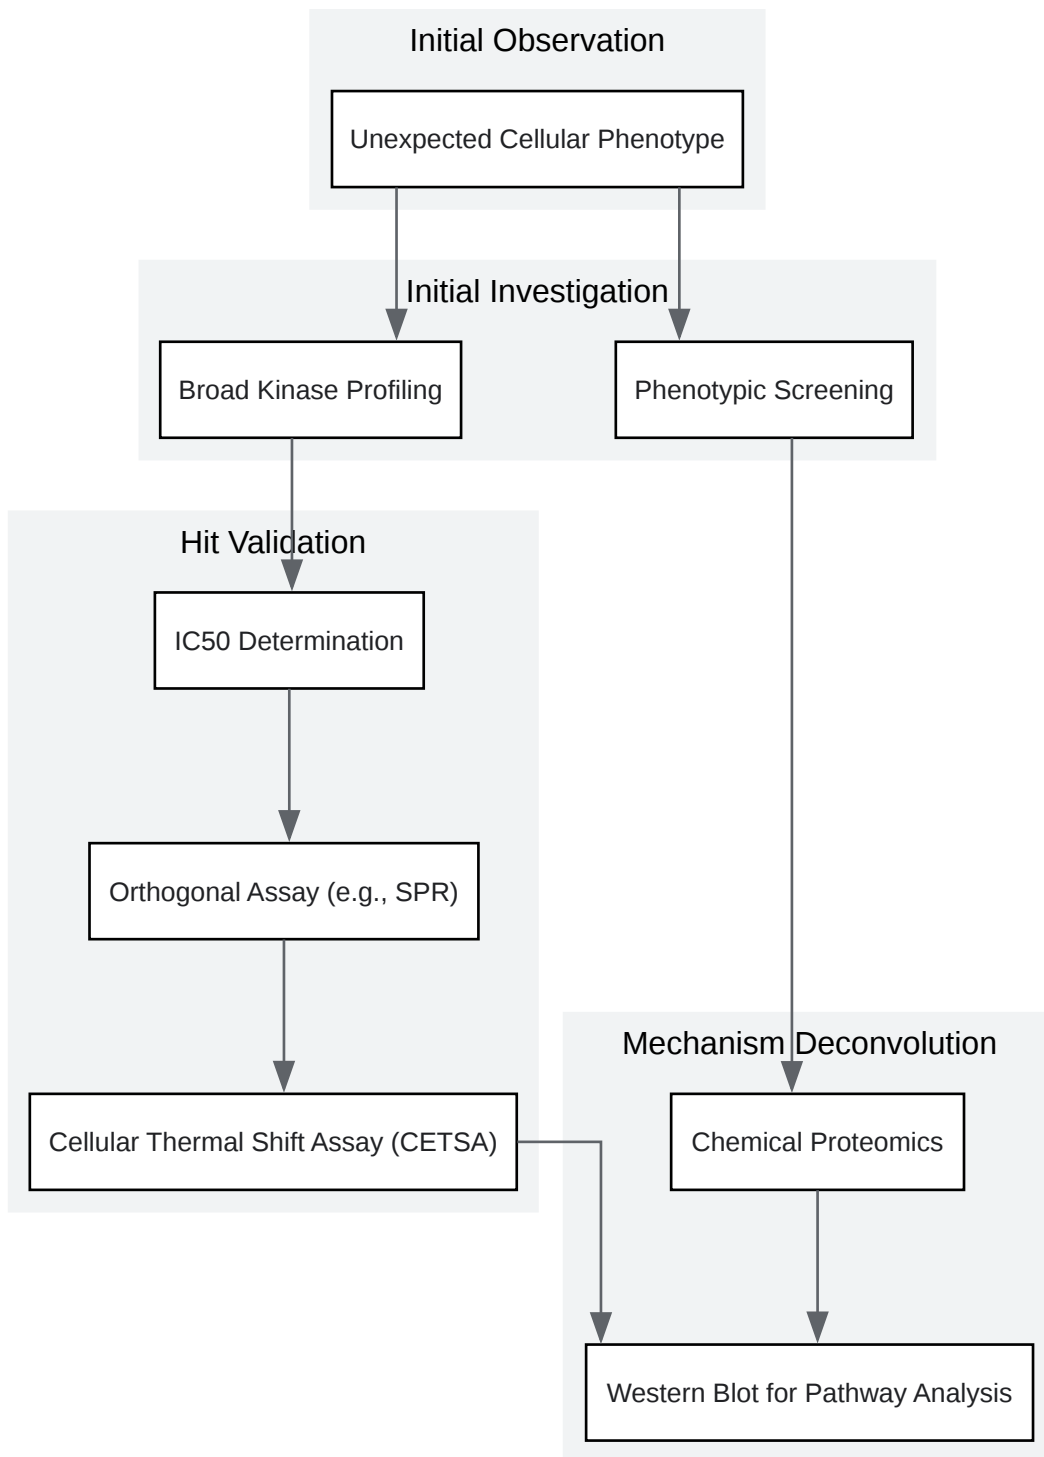 Initial Observation
Unexpected Cellular Phenotype
Initial Investigation
Broad Kinase Profiling
Phenotypic Screening
Hit Validation
IC50 Determination
Orthogonal Assay (e.g., SPR)
Cellular Thermal Shift Assay (CETSA)
Mechanism Deconvolution
Chemical Proteomics
Western Blot for Pathway Analysis